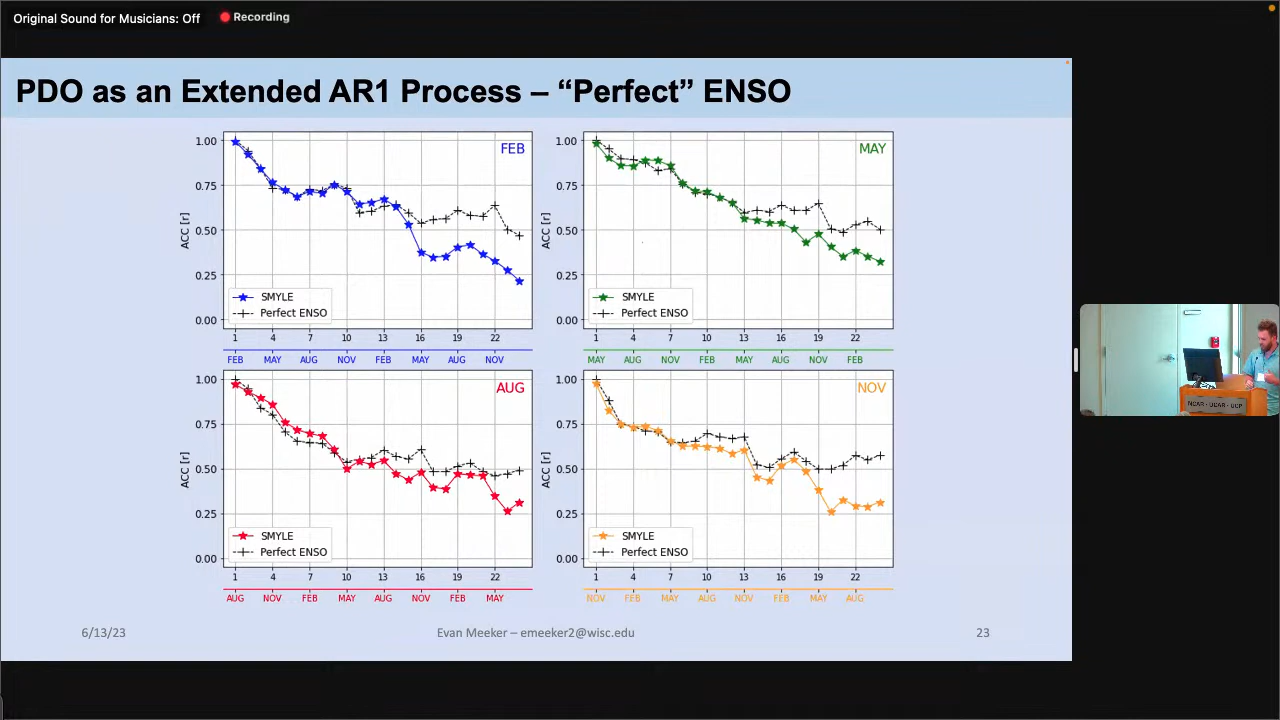 Original Sound for Musicians: Off
Recording
PDO as an Extended AR1 Process – “Perfect” ENSO
1.00
0.75
0.50
0.25
0.00
ACC [r]
FEB
SMYLE
Perfect ENSO
1 4 7 10 13 16 19 22
FEB MAY AUG NOV FEB MAY AUG NOV
1.00
0.75
0.50
0.25
0.00
ACC [r]
MAY
SMYLE
Perfect ENSO
1 4 7 10 13 16 19 22
MAY AUG NOV FEB MAY AUG NOV FEB
1.00
0.75
0.50
0.25
0.00
ACC [r]
AUG
SMYLE
Perfect ENSO
1 4 7 10 13 16 19 22
AUG NOV FEB MAY AUG NOV FEB MAY
1.00
0.75
0.50
0.25
0.00
ACC [r]
NOV
SMYLE
Perfect ENSO
1 4 7 10 13 16 19 22
NOV FEB MAY AUG NOV FEB MAY AUG
6/13/23 Evan Meeker – emeeker2@wisc.edu 23
NCAR - UCAR - UCP